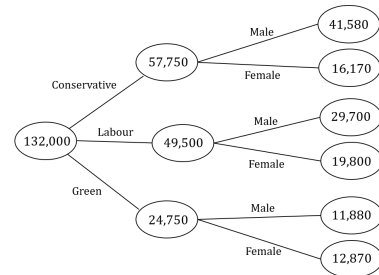 41,580
Male
57,750
Female
16,170
Conservative
Male
29,700
132,000
Labour
49,500
Female
19,800
Green
Male
11,880
24,750
Female
12,870